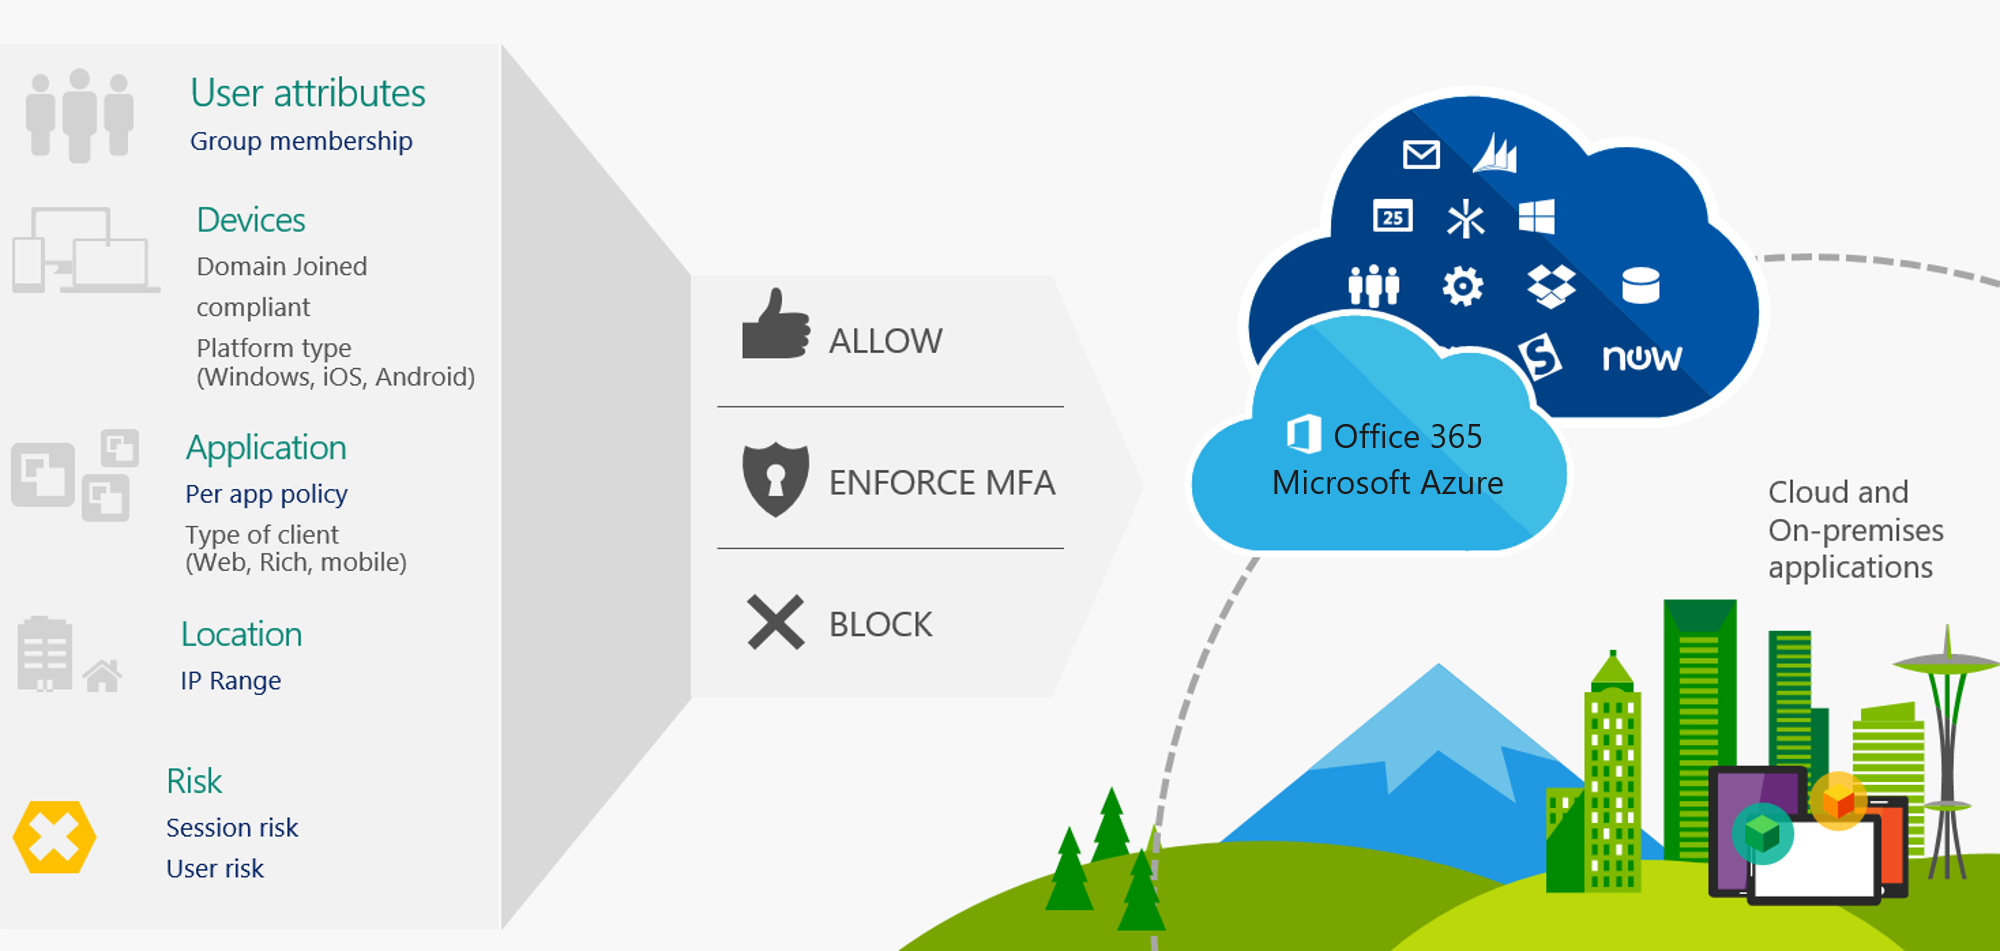 User attributes
Group membership
Devices
Domain Joined
compliant
Platform type
(Windows, iOS, Android)
Application
Per app policy
Type of client
(Web, Rich, mobile)
Location
IP Range
Risk
Session risk
User risk
ALLOW
ENFORCE MFA
BLOCK
25
S
now
Office 365
Microsoft Azure
Cloud and
On-premises
applications